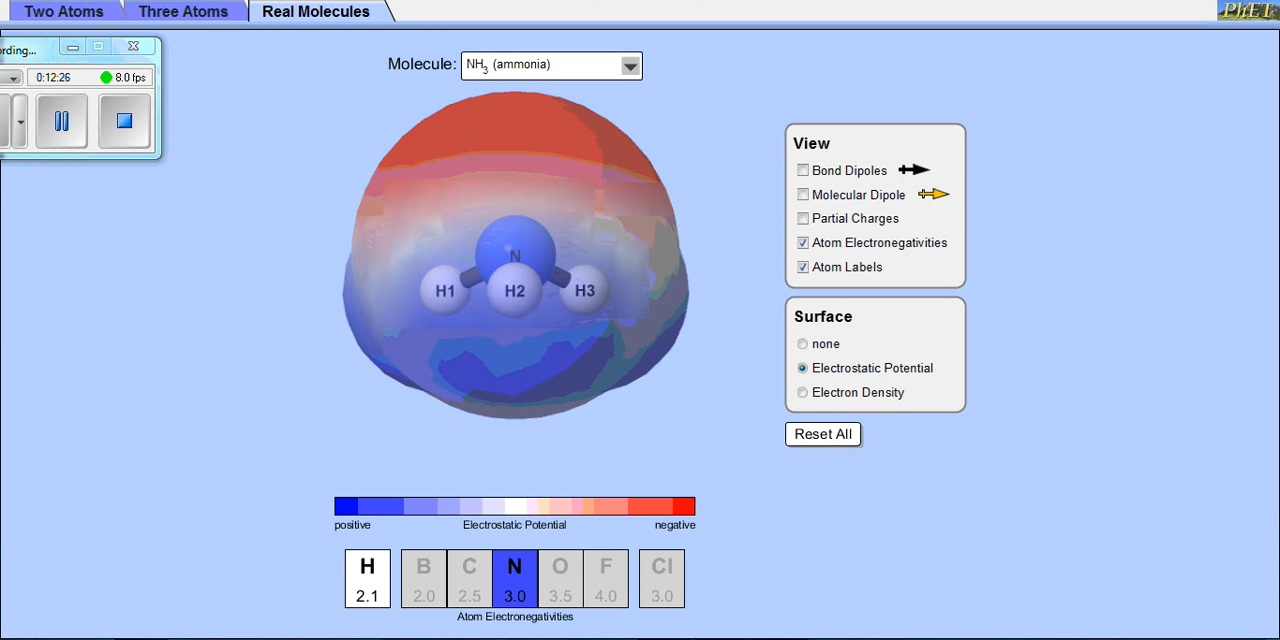 Two Atoms
Three Atoms
Real Molecules
PhET
rding...
0:12:26
8.0 fps
Molecule:
NH3 (ammonia)
N
H1
H2
H3
View
Bond Dipoles
Molecular Dipole
Partial Charges
Atom Electronegativities
Atom Labels
Surface
none
Electrostatic Potential
Electron Density
Reset All
positive Electrostatic Potential negative
H B C N O F Cl
2.1 2.0 2.5 3.0 3.5 4.0 3.0
Atom Electronegativities